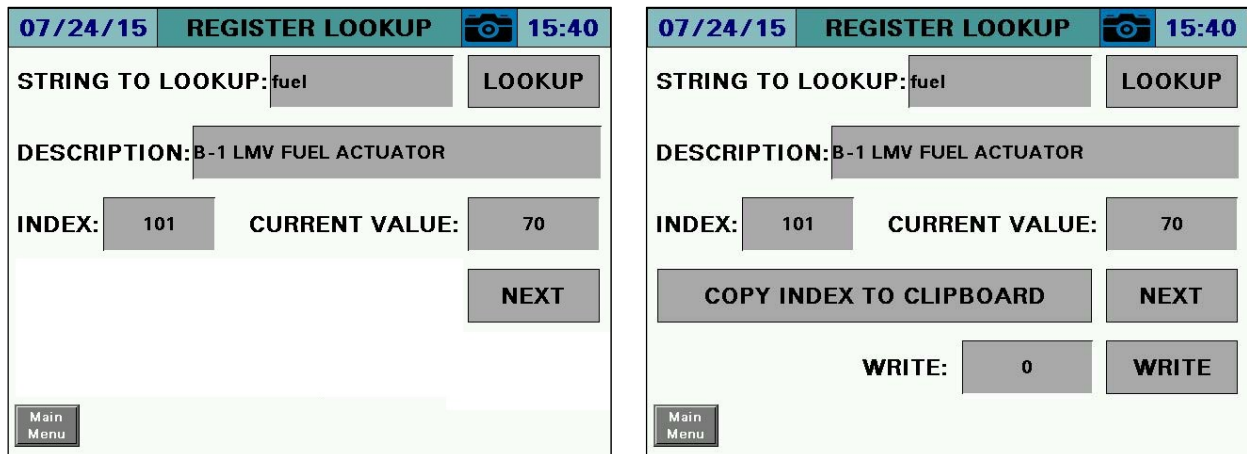 07/24/15 REGISTER LOOKUP 15:40
STRING TO LOOKUP: fuel LOOKUP
DESCRIPTION: B-1 LMV FUEL ACTUATOR
INDEX: 101 CURRENT VALUE: 70
NEXT
Main
Menu
07/24/15 REGISTER LOOKUP 15:40
STRING TO LOOKUP: fuel LOOKUP
DESCRIPTION: B-1 LMV FUEL ACTUATOR
INDEX: 101 CURRENT VALUE: 70
COPY INDEX TO CLIPBOARD NEXT
WRITE: 0 WRITE
Main
Menu